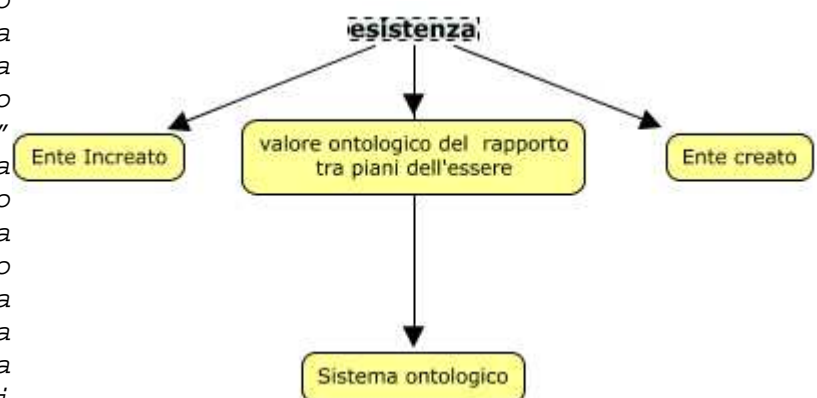 esistenza
Ente Increato
valore ontologico del rapporto
tra piani dell'essere
Ente creato
Sistema ontologico